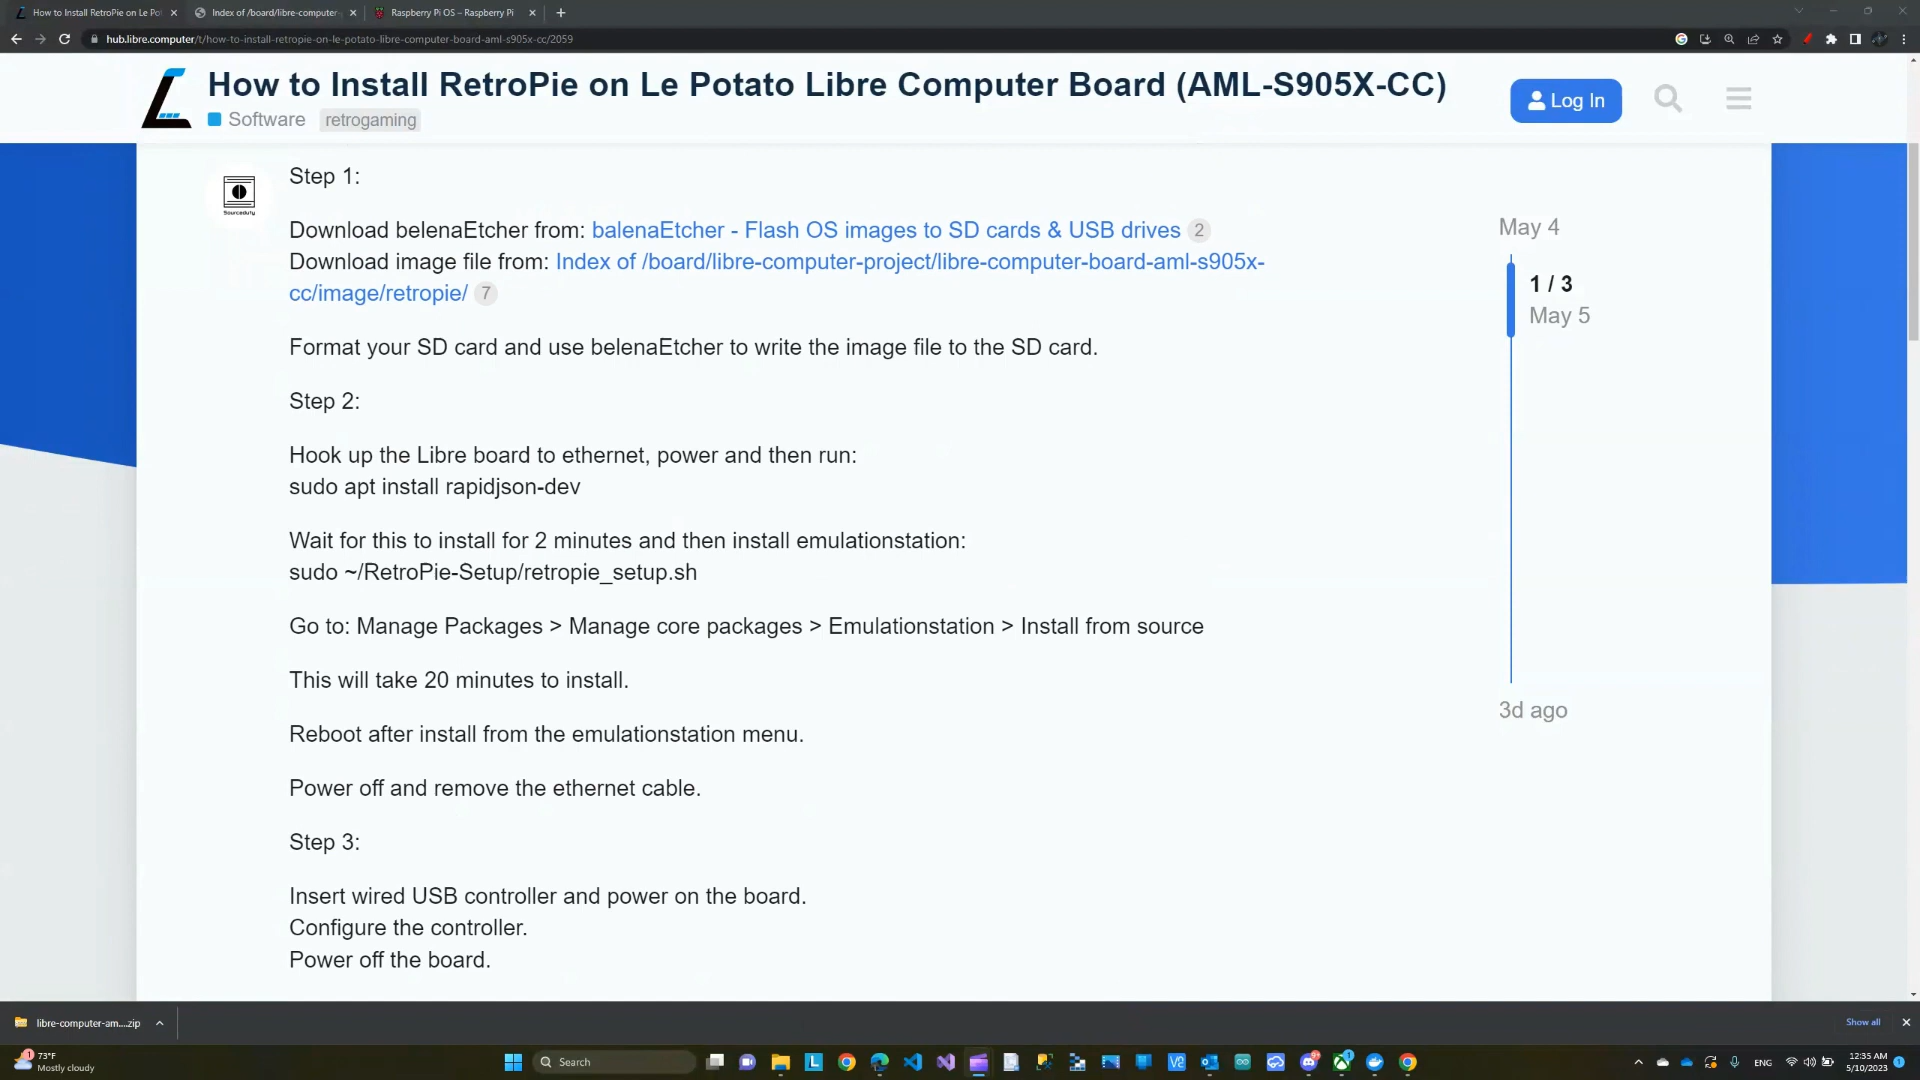 How to Install RetroPie on Le Po
Index of /board/libre-computer-
Raspberry Pi OS – Raspberry Pi
hub.libre.computer/t/how-to-install-retropie-on-le-potato-libre-computer-board-aml-s905x-cc/2059
How to Install RetroPie on Le Potato Libre Computer Board (AML-S905X-CC)
Software retrogaming
Log In
Sourceduty
Step 1:
Download belenaEtcher from: balenaEtcher - Flash OS images to SD cards & USB drives 2
Download image file from: Index of /board/libre-computer-project/libre-computer-board-aml-s905x-
cc/image/retropie/ 7
Format your SD card and use belenaEtcher to write the image file to the SD card.
Step 2:
Hook up the Libre board to ethernet, power and then run:
sudo apt install rapidjson-dev
Wait for this to install for 2 minutes and then install emulationstation:
sudo ~/RetroPie-Setup/retropie_setup.sh
Go to: Manage Packages > Manage core packages > Emulationstation > Install from source
This will take 20 minutes to install.
Reboot after install from the emulationstation menu.
Power off and remove the ethernet cable.
Step 3:
Insert wired USB controller and power on the board.
Configure the controller.
Power off the board.
May 4
1 / 3
May 5
3d ago
libre-computer-am....zip
Show all
73°F
Mostly cloudy
Search
ENG
12:35 AM
5/10/2023